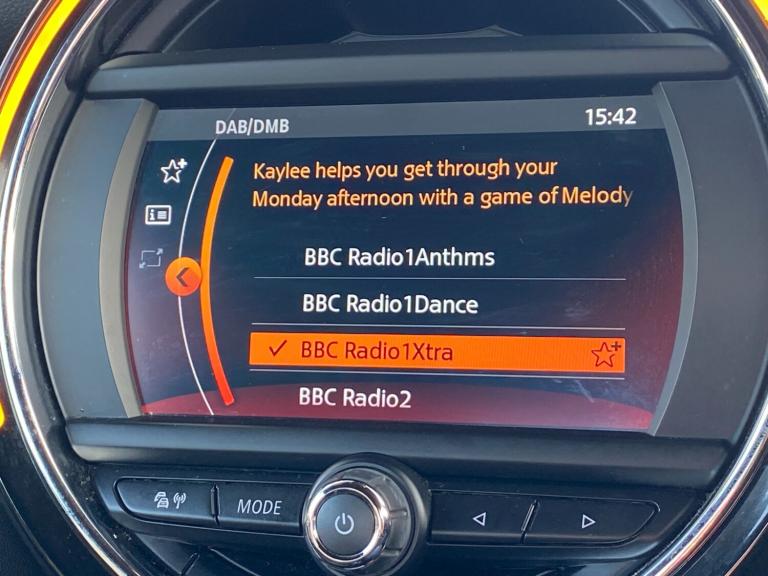 DAB/DMB 15:42
Kaylee helps you get through your
Monday afternoon with a game of Melody
BBC Radio1Anthms
BBC Radio1Dance
✓ BBC Radio1Xtra
BBC Radio2
MODE